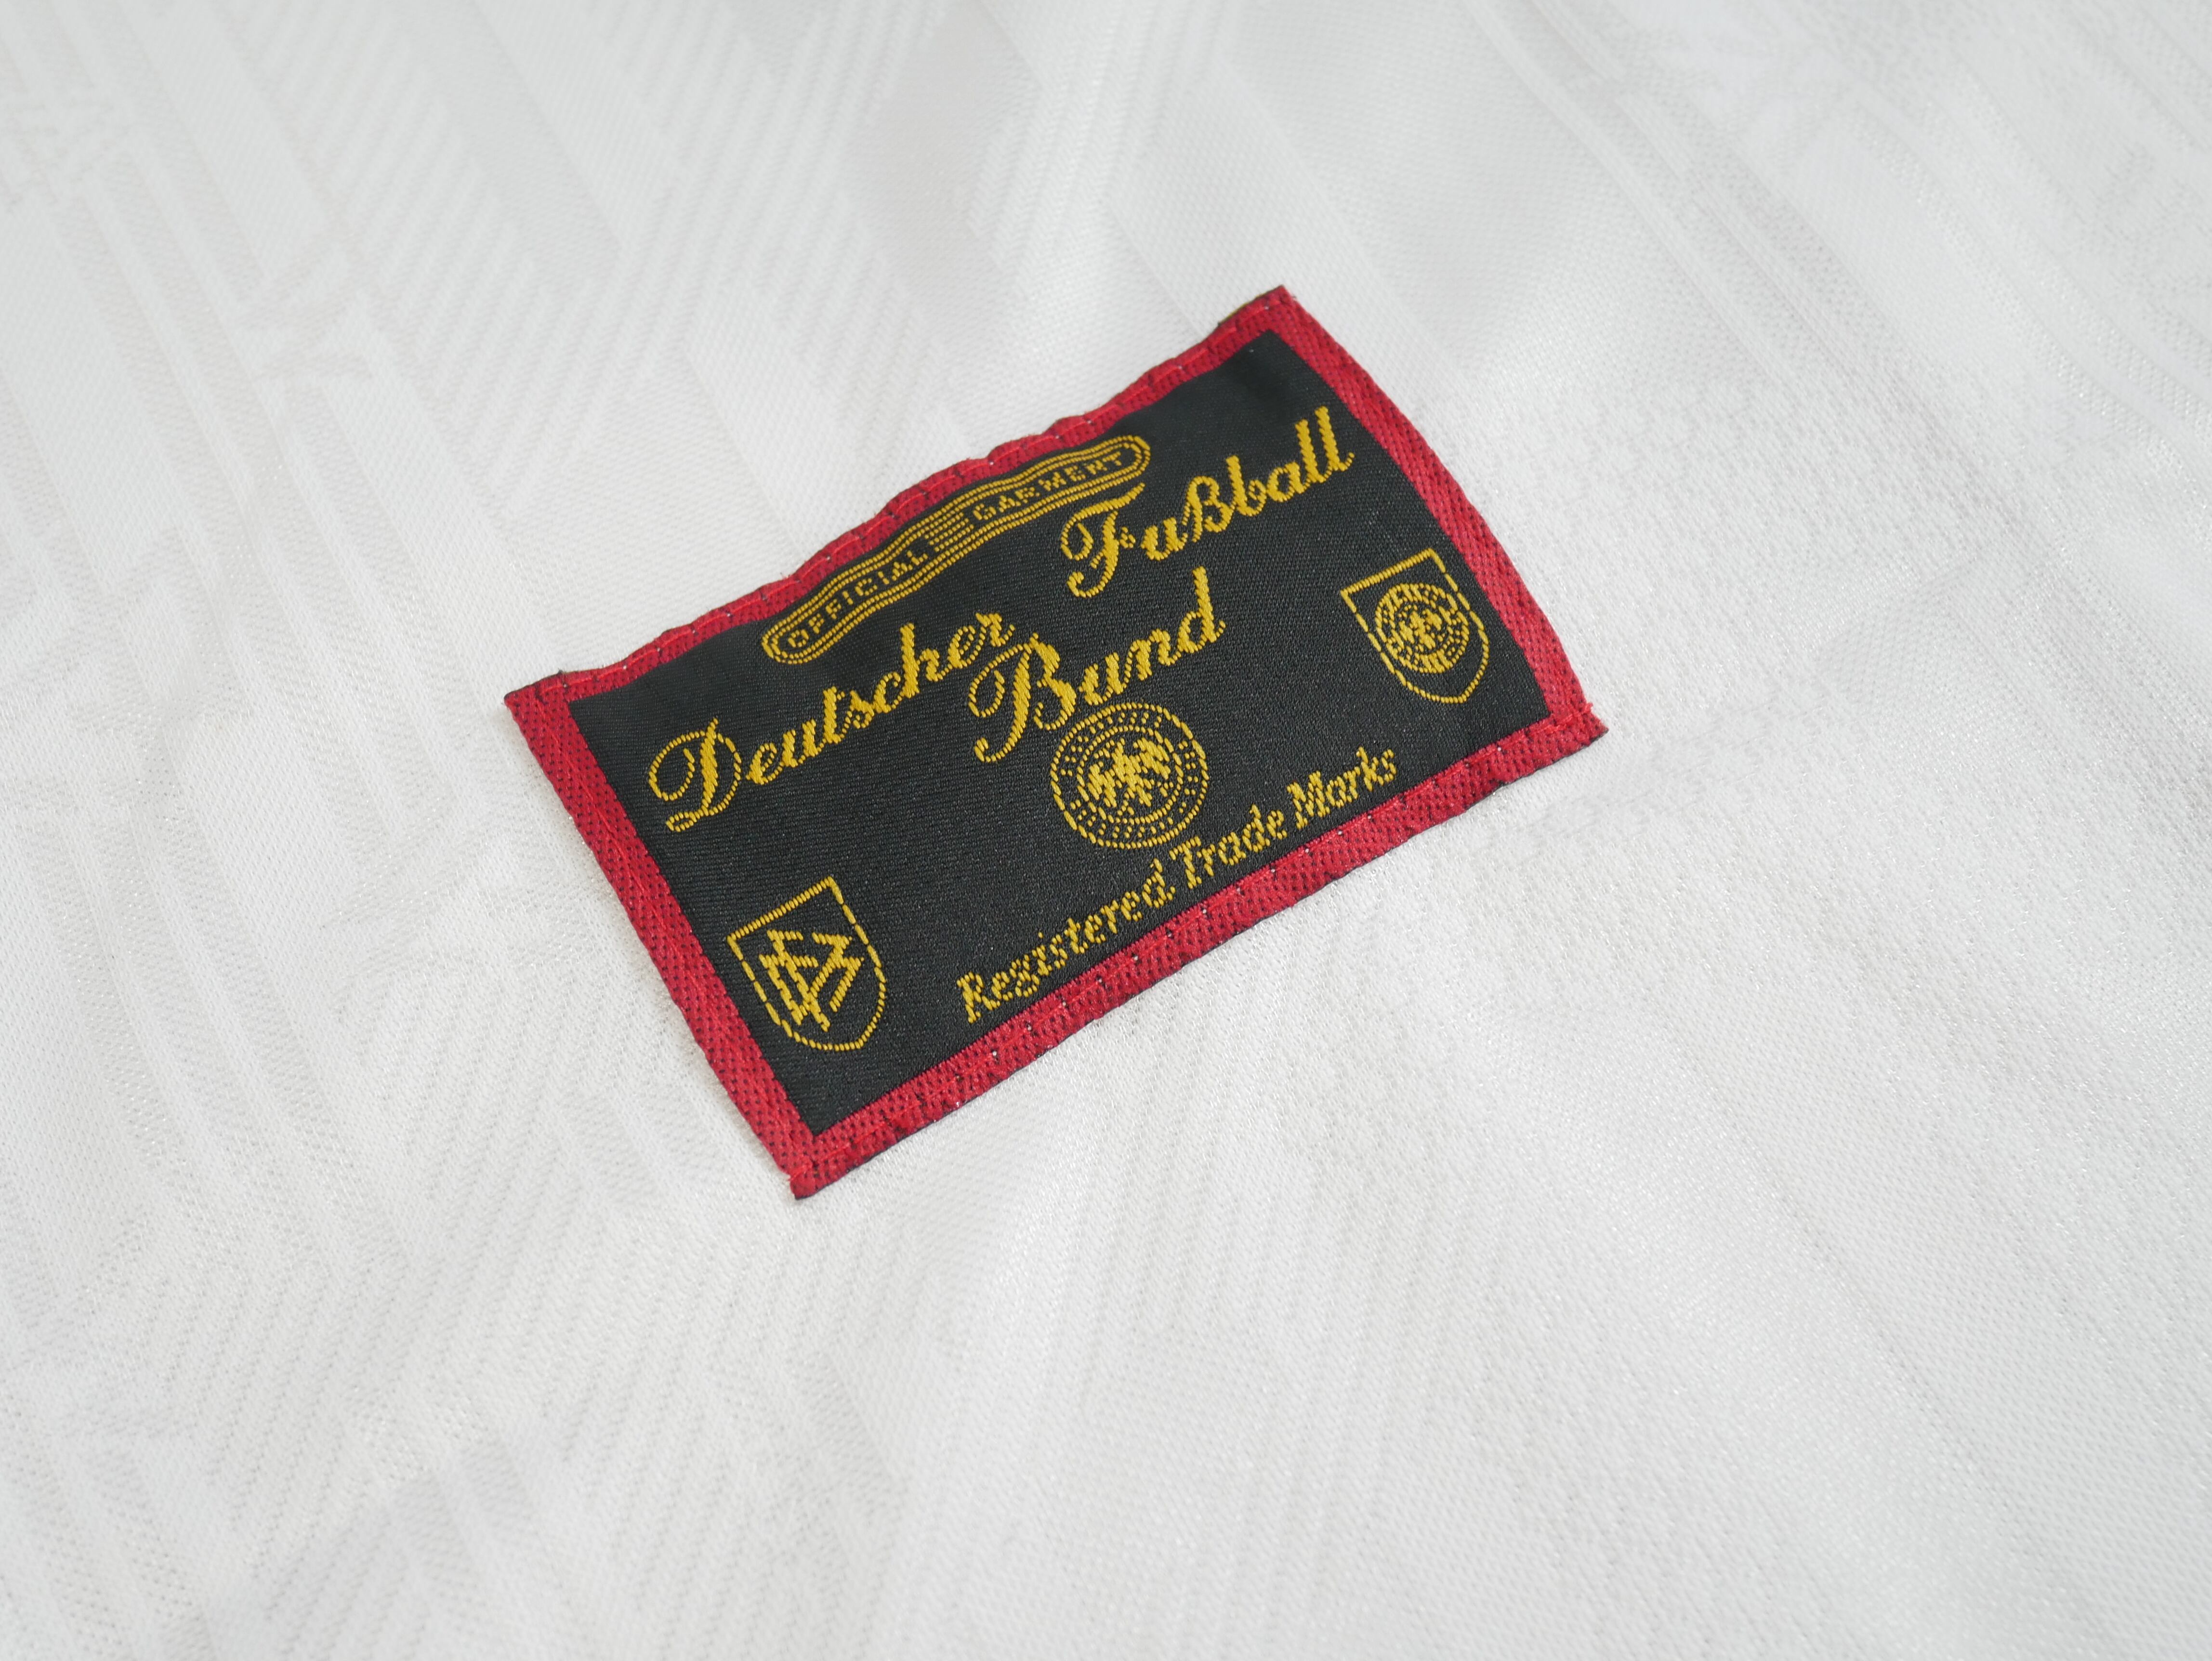 OFFICIAL GARMENT
Deutscher Fußball
Bund
Registered Trade Marks